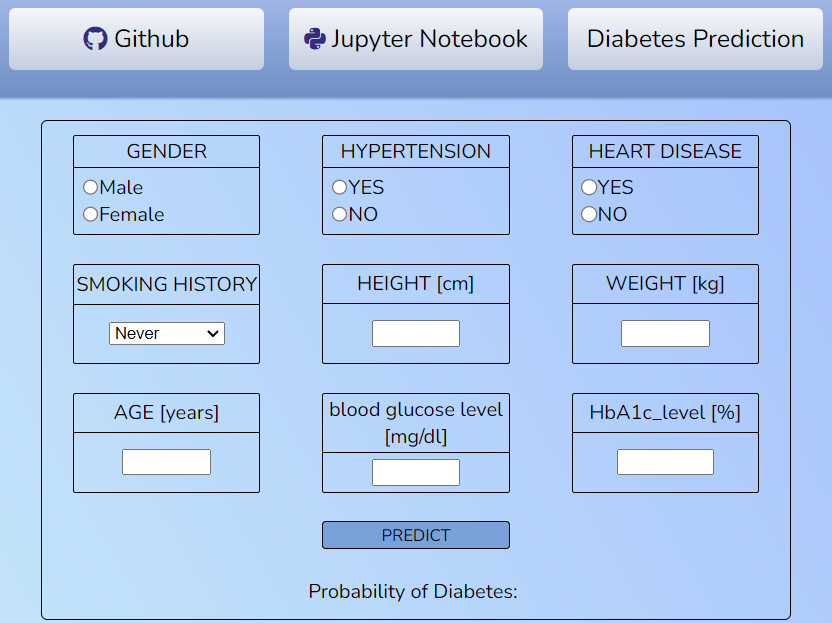 Github
Jupyter Notebook
Diabetes Prediction
GENDER
Male
Female
HYPERTENSION
YES
NO
HEART DISEASE
YES
NO
SMOKING HISTORY
Never
HEIGHT [cm]
WEIGHT [kg]
AGE [years]
blood glucose level
[mg/dl]
HbA1c_level [%]
PREDICT
Probability of Diabetes: